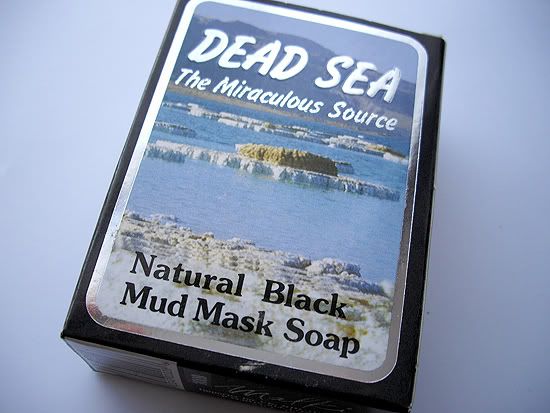 DEAD SEA
The Miraculous Source
Natural Black
Mud Mask Soap